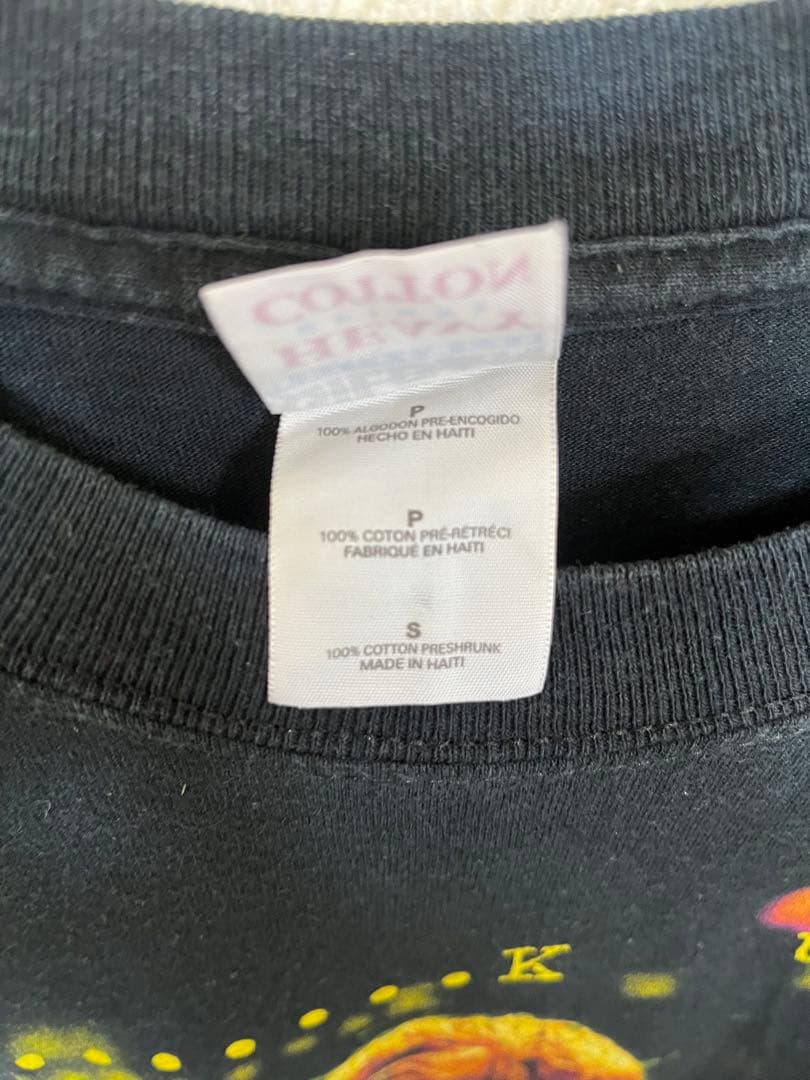 COTTON
HEAVY
P
100% ALGODON PRE-ENCOGIDO
HECHO EN HAITI
P
100% COTON PRÉ-RÉTRÉCI
FABRIQUÉ EN HAITI
S
100% COTTON PRESHRUNK
MADE IN HAITI
K